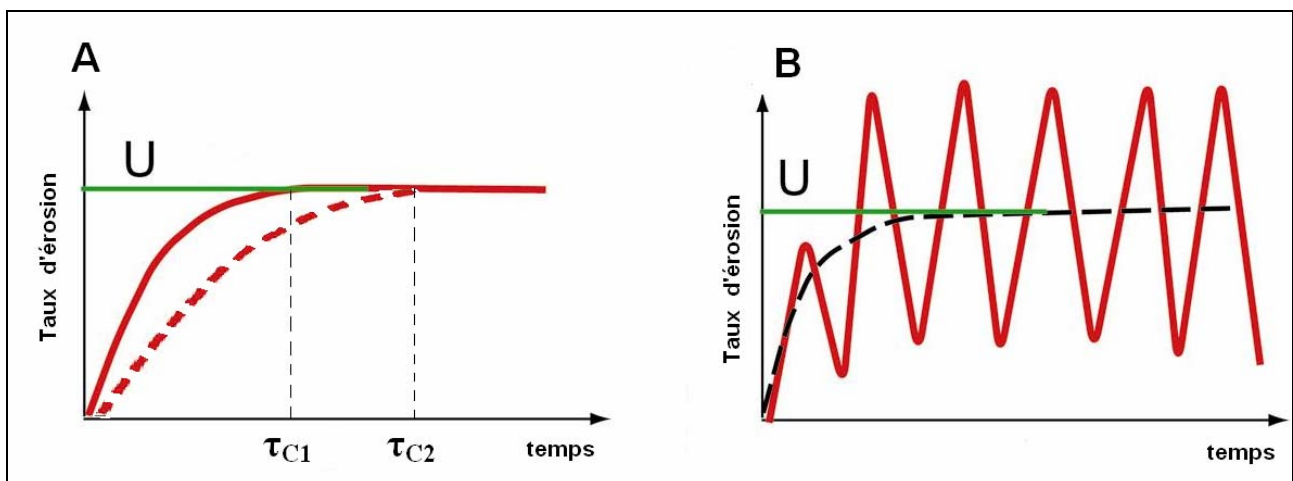 A
U
Taux d'érosion
τC1
τC2
temps
B
U
Taux d'érosion
temps